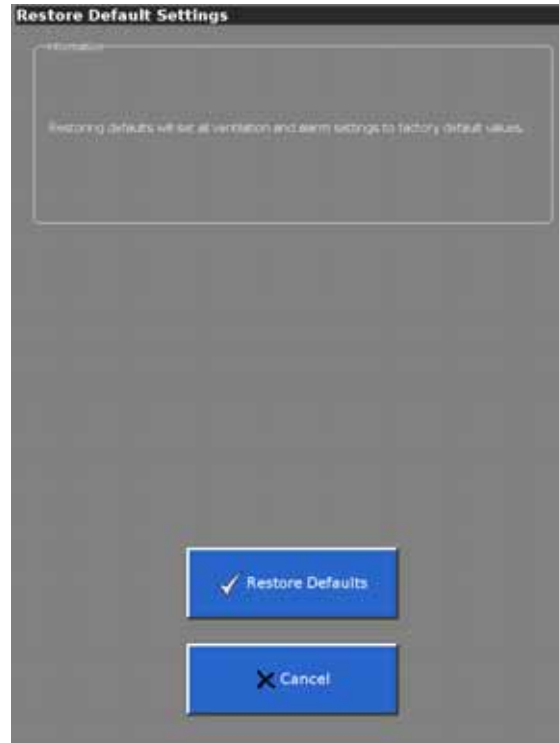 Restore Default Settings
Information
Restoring defaults will set all ventilation and alarm settings to factory default values.
Restore Defaults
Cancel